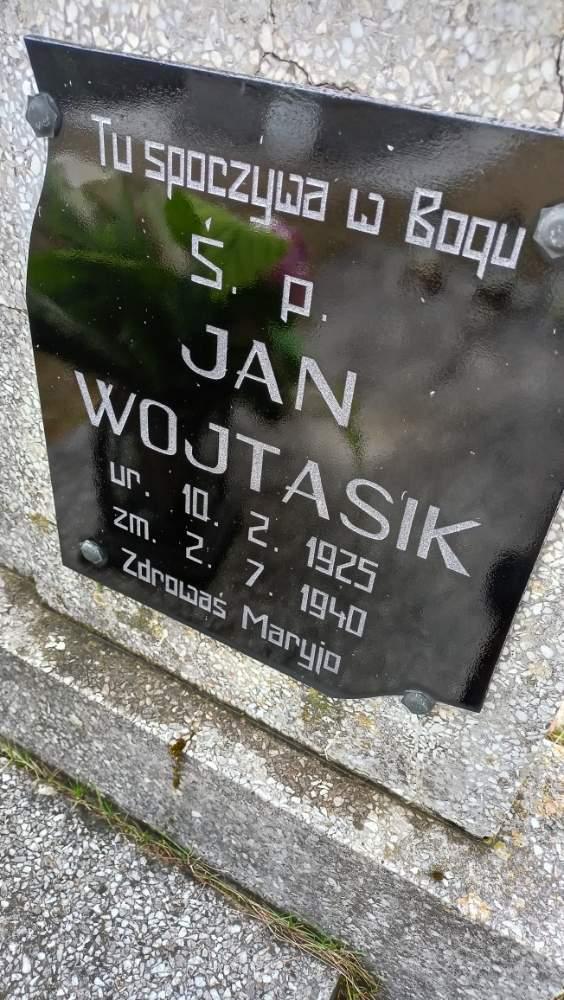 Tu spoczywa w Bogu
Ś. p.
JAN
WOJTASIK
ur. 10. 2. 1925
zm. 2. 7. 1940
Zdrowaś Maryjo